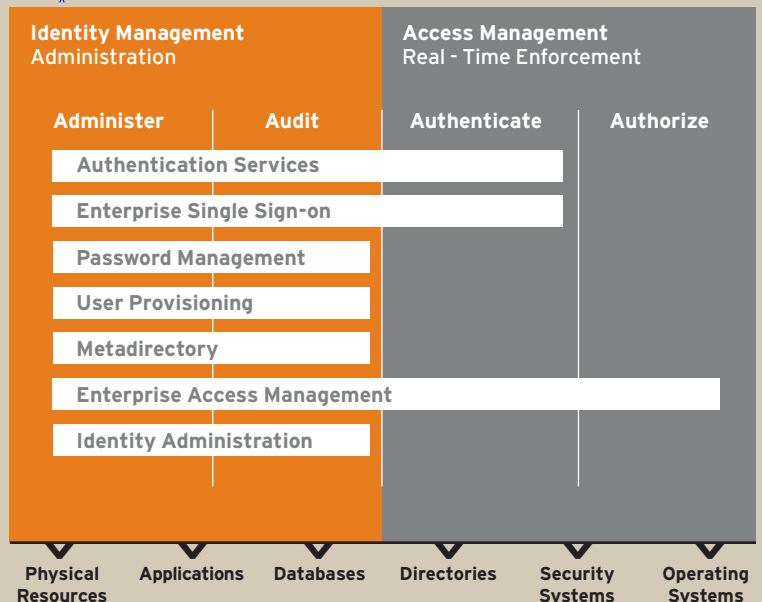 Identity Management
Administration
Access Management
Real - Time Enforcement
Administer
Audit
Authenticate
Authorize
Authentication Services
Enterprise Single Sign-on
Password Management
User Provisioning
Metadirectory
Enterprise Access Management
Identity Administration
Physical
Resources
Applications
Databases
Directories
Security
Systems
Operating
Systems